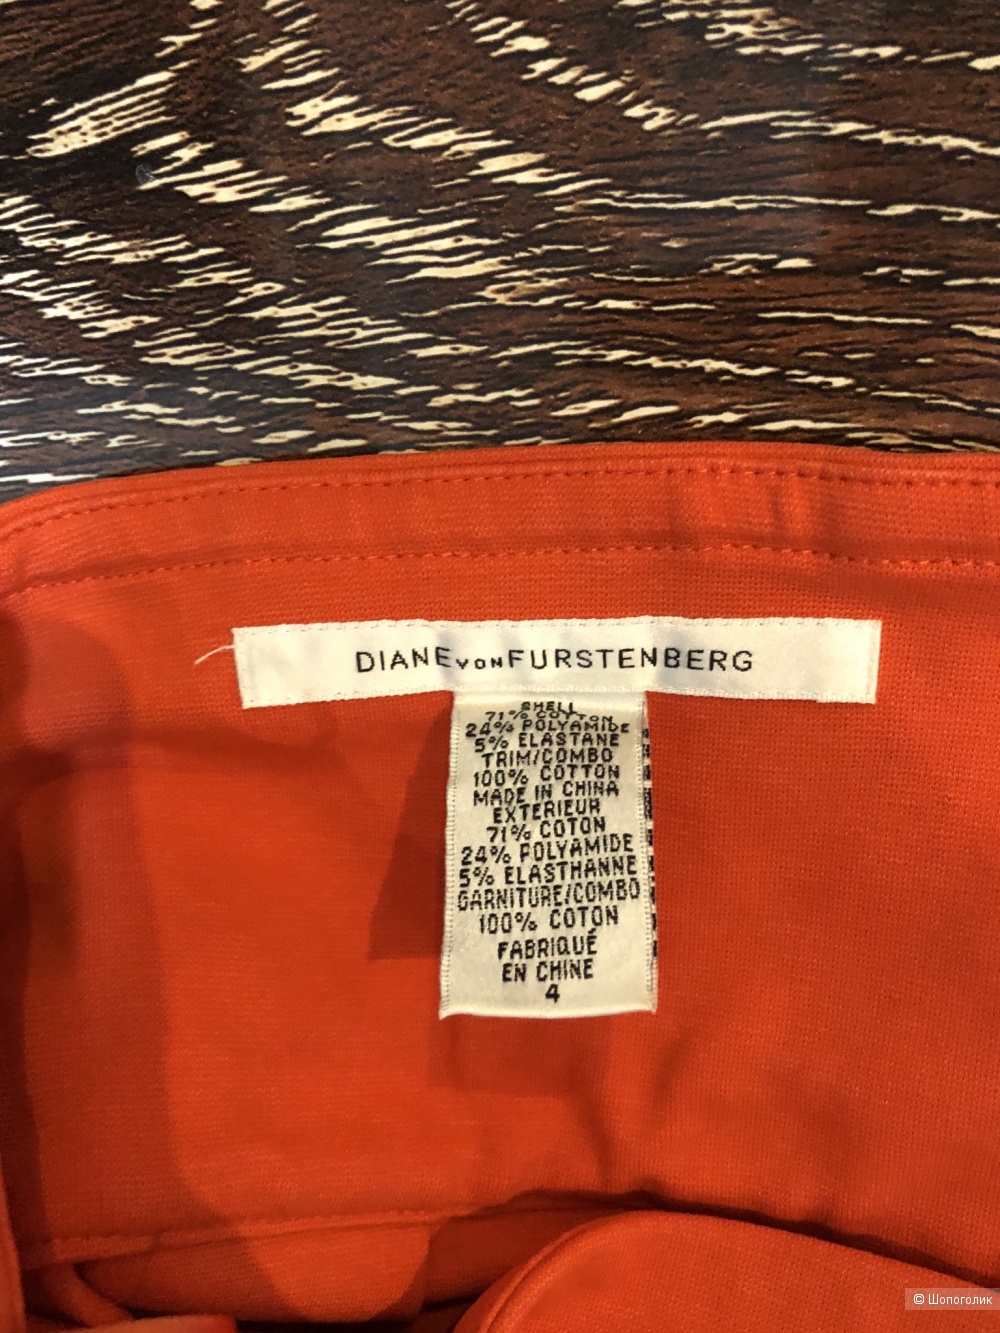 DIANE VON FURSTENBERG
SHELL
71% COTTON
24% POLYAMIDE
5% ELASTANE
TRIM/COMBO
100% COTTON
MADE IN CHINA
EXTERIEUR
71% COTON
24% POLYAMIDE
5% ELASTHANNE
GARNITURE/COMBO
100% COTON
FABRIQUÉ
EN CHINE
4
© Шопоголик